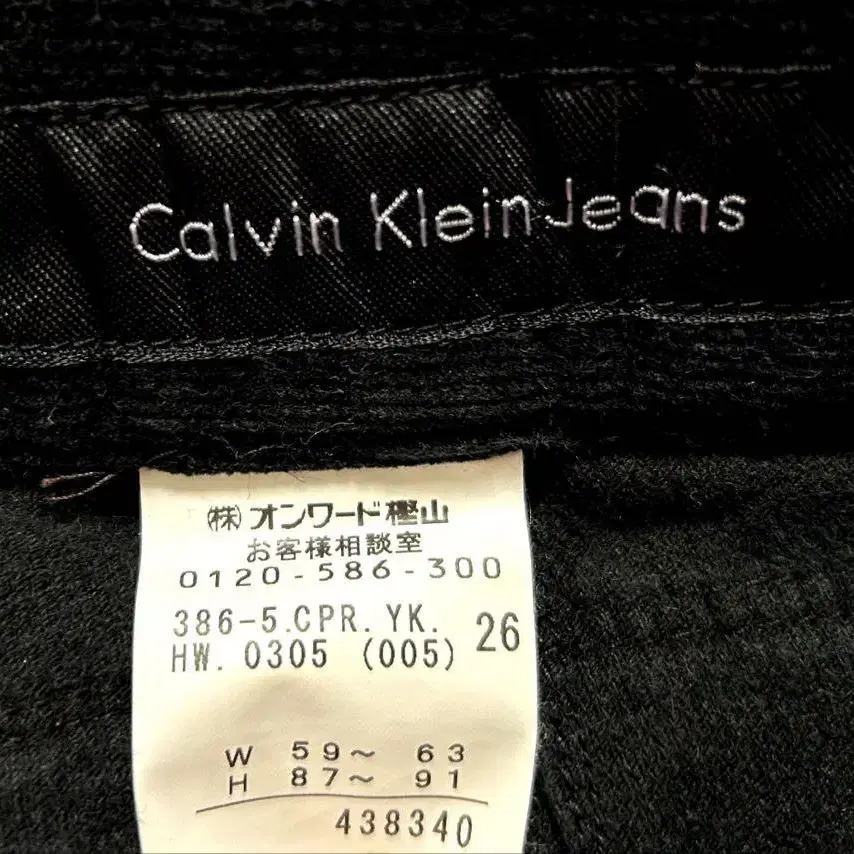 Calvin Klein Jeans
㈱オンワード樫山
お客様相談室
0120-586-300
386-5.CPR.YK. 26
HW. 0305 (005)
W 59～ 63
H 87～ 91
438340